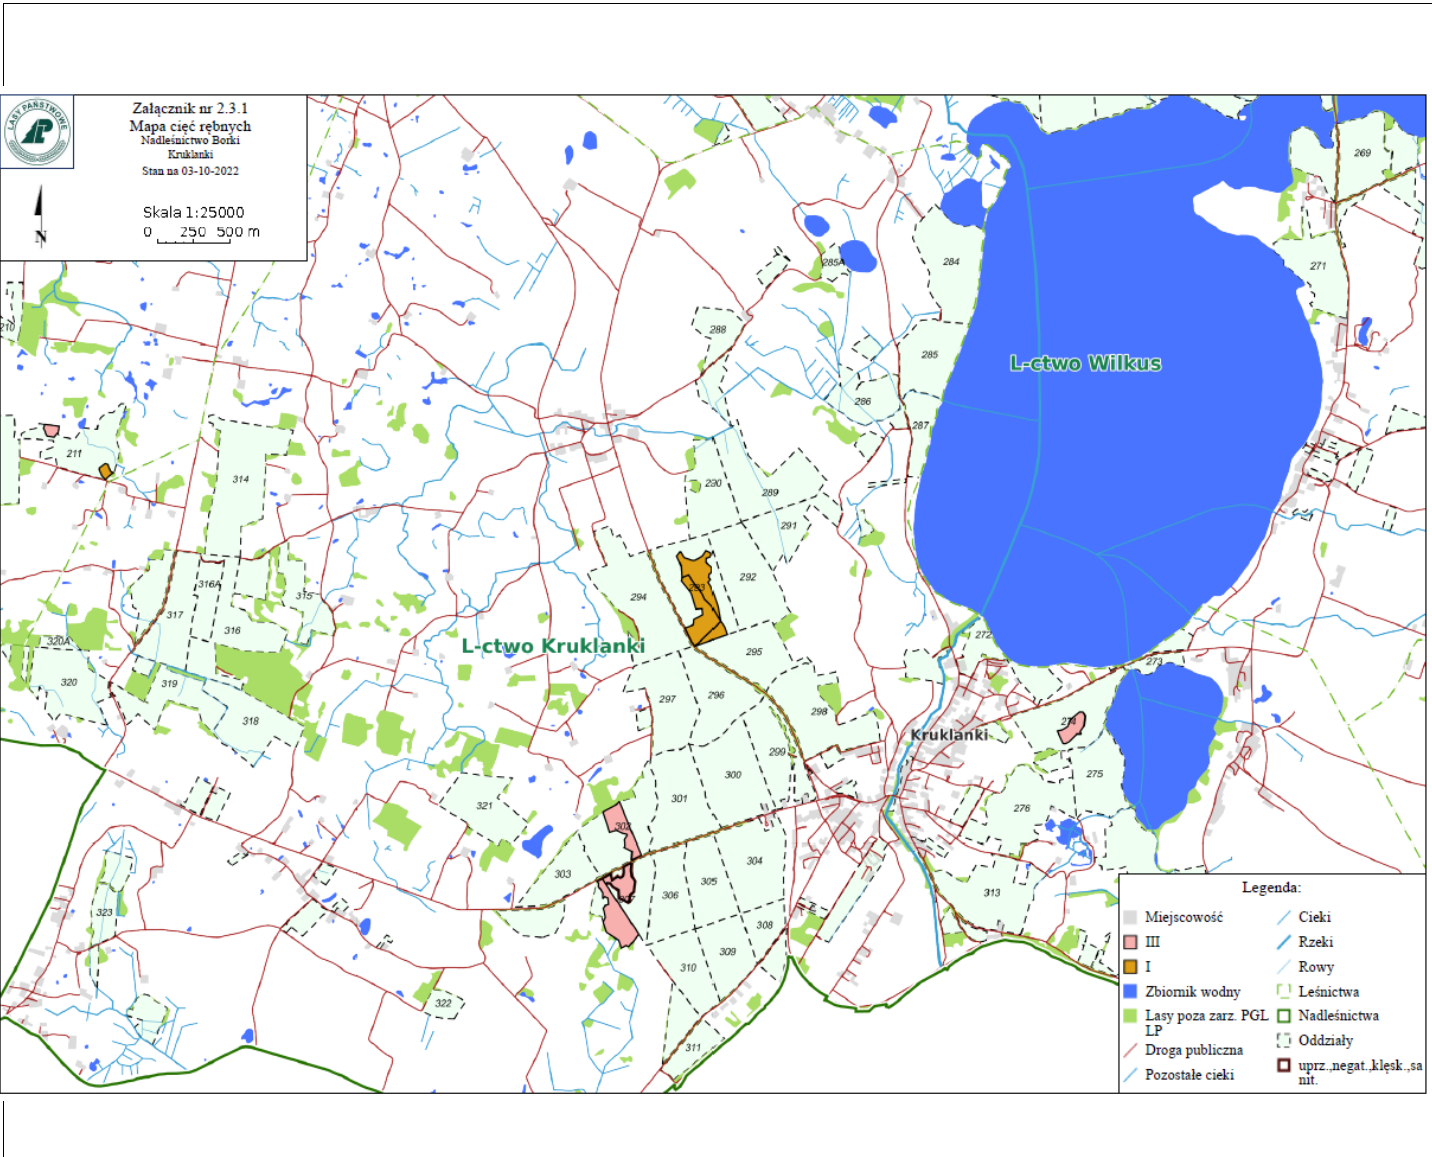 LASY PAŃSTWOWE
Załącznik nr 2.3.1
Mapa cięć rębnych
Nadleśnictwo Borki
Kruklanki
Stan na 03-10-2022
Skala 1:25000
0 250 500 m
N
269
284
271
285A
210
288
285
L-ctwo Wilkus
286
287
211
314
290
289
291
292
316A
293
294
315
317
316
320A
272
L-ctwo Kruklanki
295
273
320
319
297
296
298
318
274
Kruklanki
299
300
275
301
321
276
302
304
303
305
306
307
313
323
308
309
310
322
311
Legenda:
Miejscowość
III
I
Zbiornik wodny
Lasy poza zarz. PGL
LP
Droga publiczna
Pozostałe cieki
Cieki
Rzeki
Rowy
Leśnictwa
Nadleśnictwa
Oddziały
uprz.,negat.,klęsk.,sa
nit.